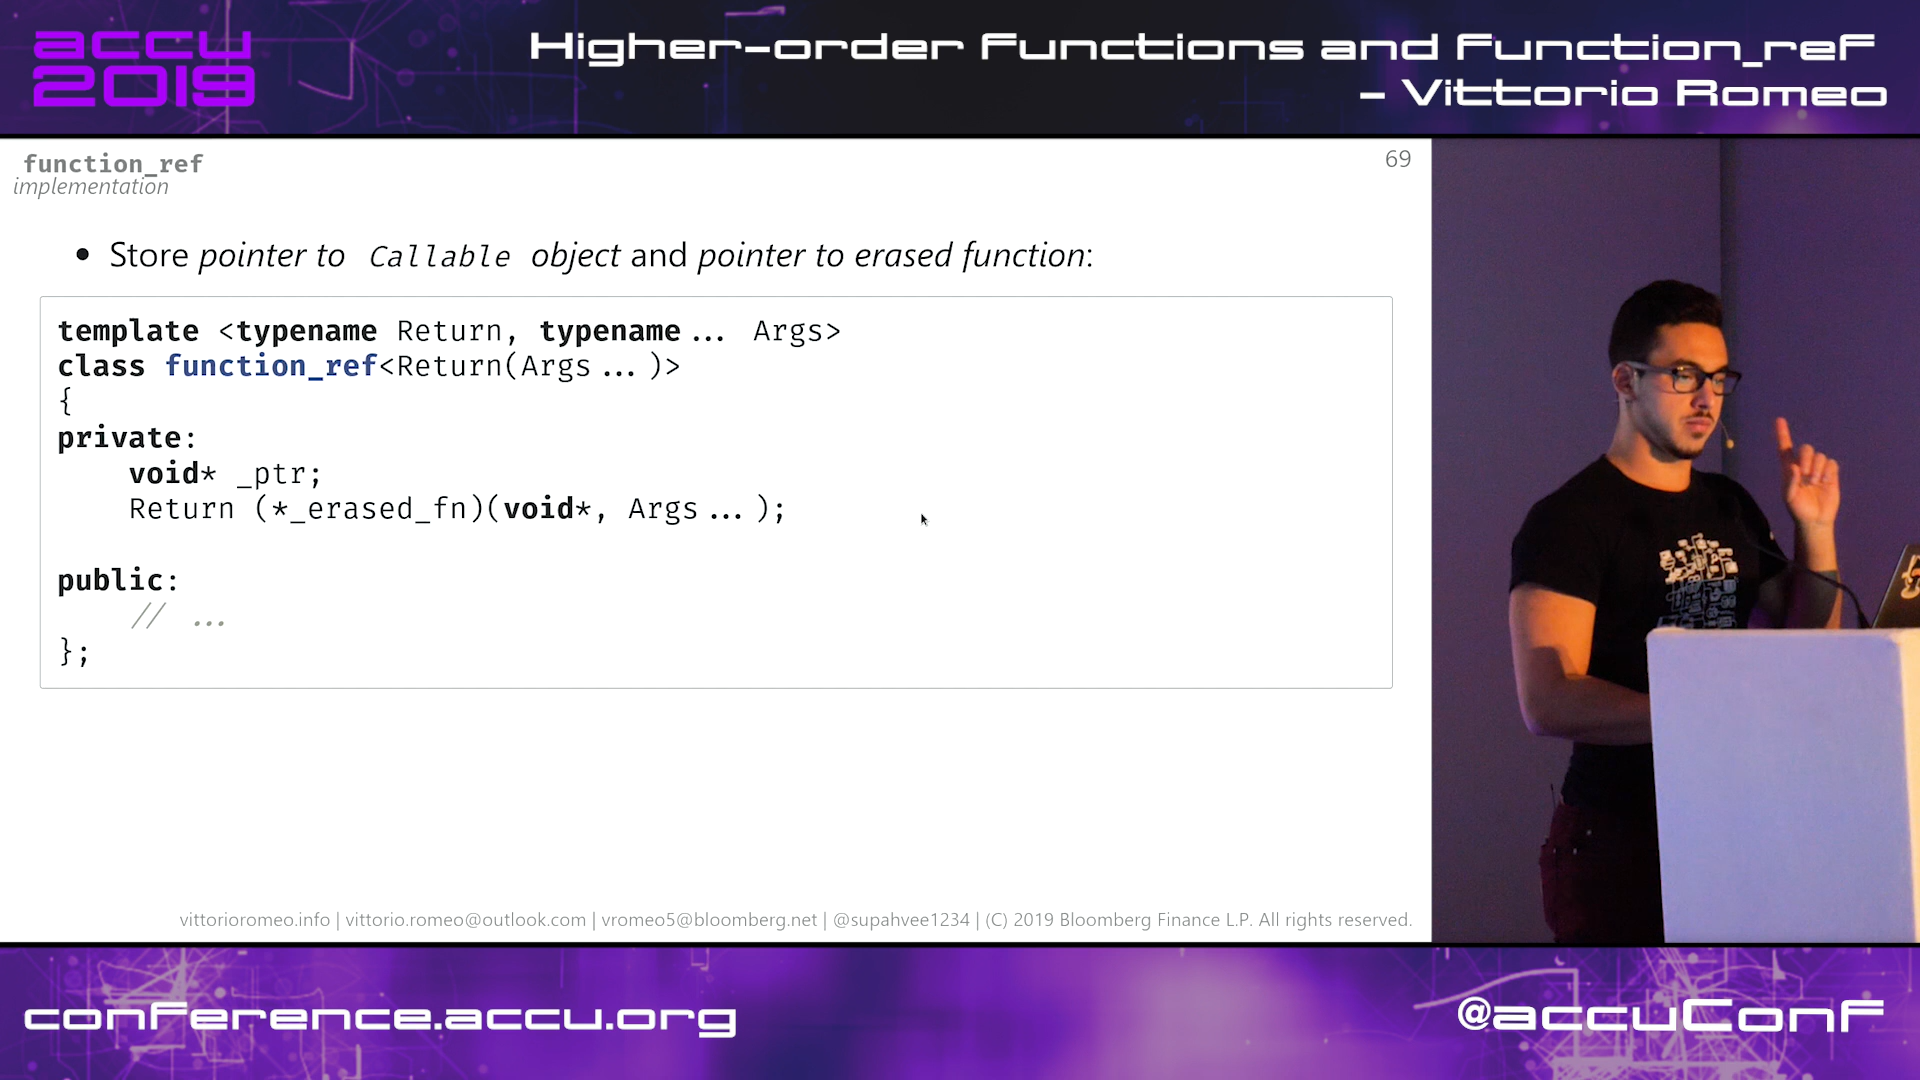 accu
2019
Higher-order Functions and Function_ref
- Vittorio Romeo
function_ref
implementation
69
• Store pointer to Callable object and pointer to erased function:
template <typename Return, typename... Args>
class function_ref<Return(Args...)>
{
private:
    void* _ptr;
    Return (*_erased_fn)(void*, Args...);
public:
    // ...
};
vittorioromeo.info | vittorio.romeo@outlook.com | vromeo5@bloomberg.net | @supahvee1234 | (C) 2019 Bloomberg Finance L.P. All rights reserved.
conference.accu.org
@accuConf